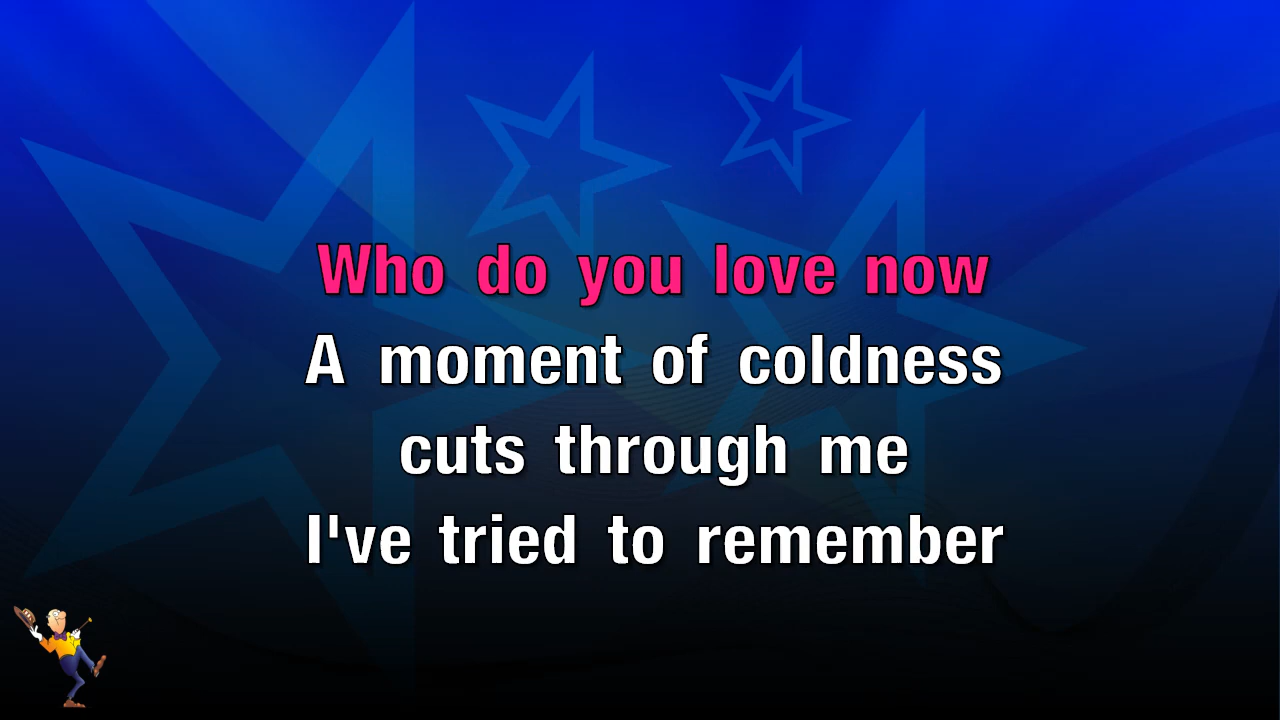 Who do you love now
A moment of coldness
cuts through me
I've tried to remember